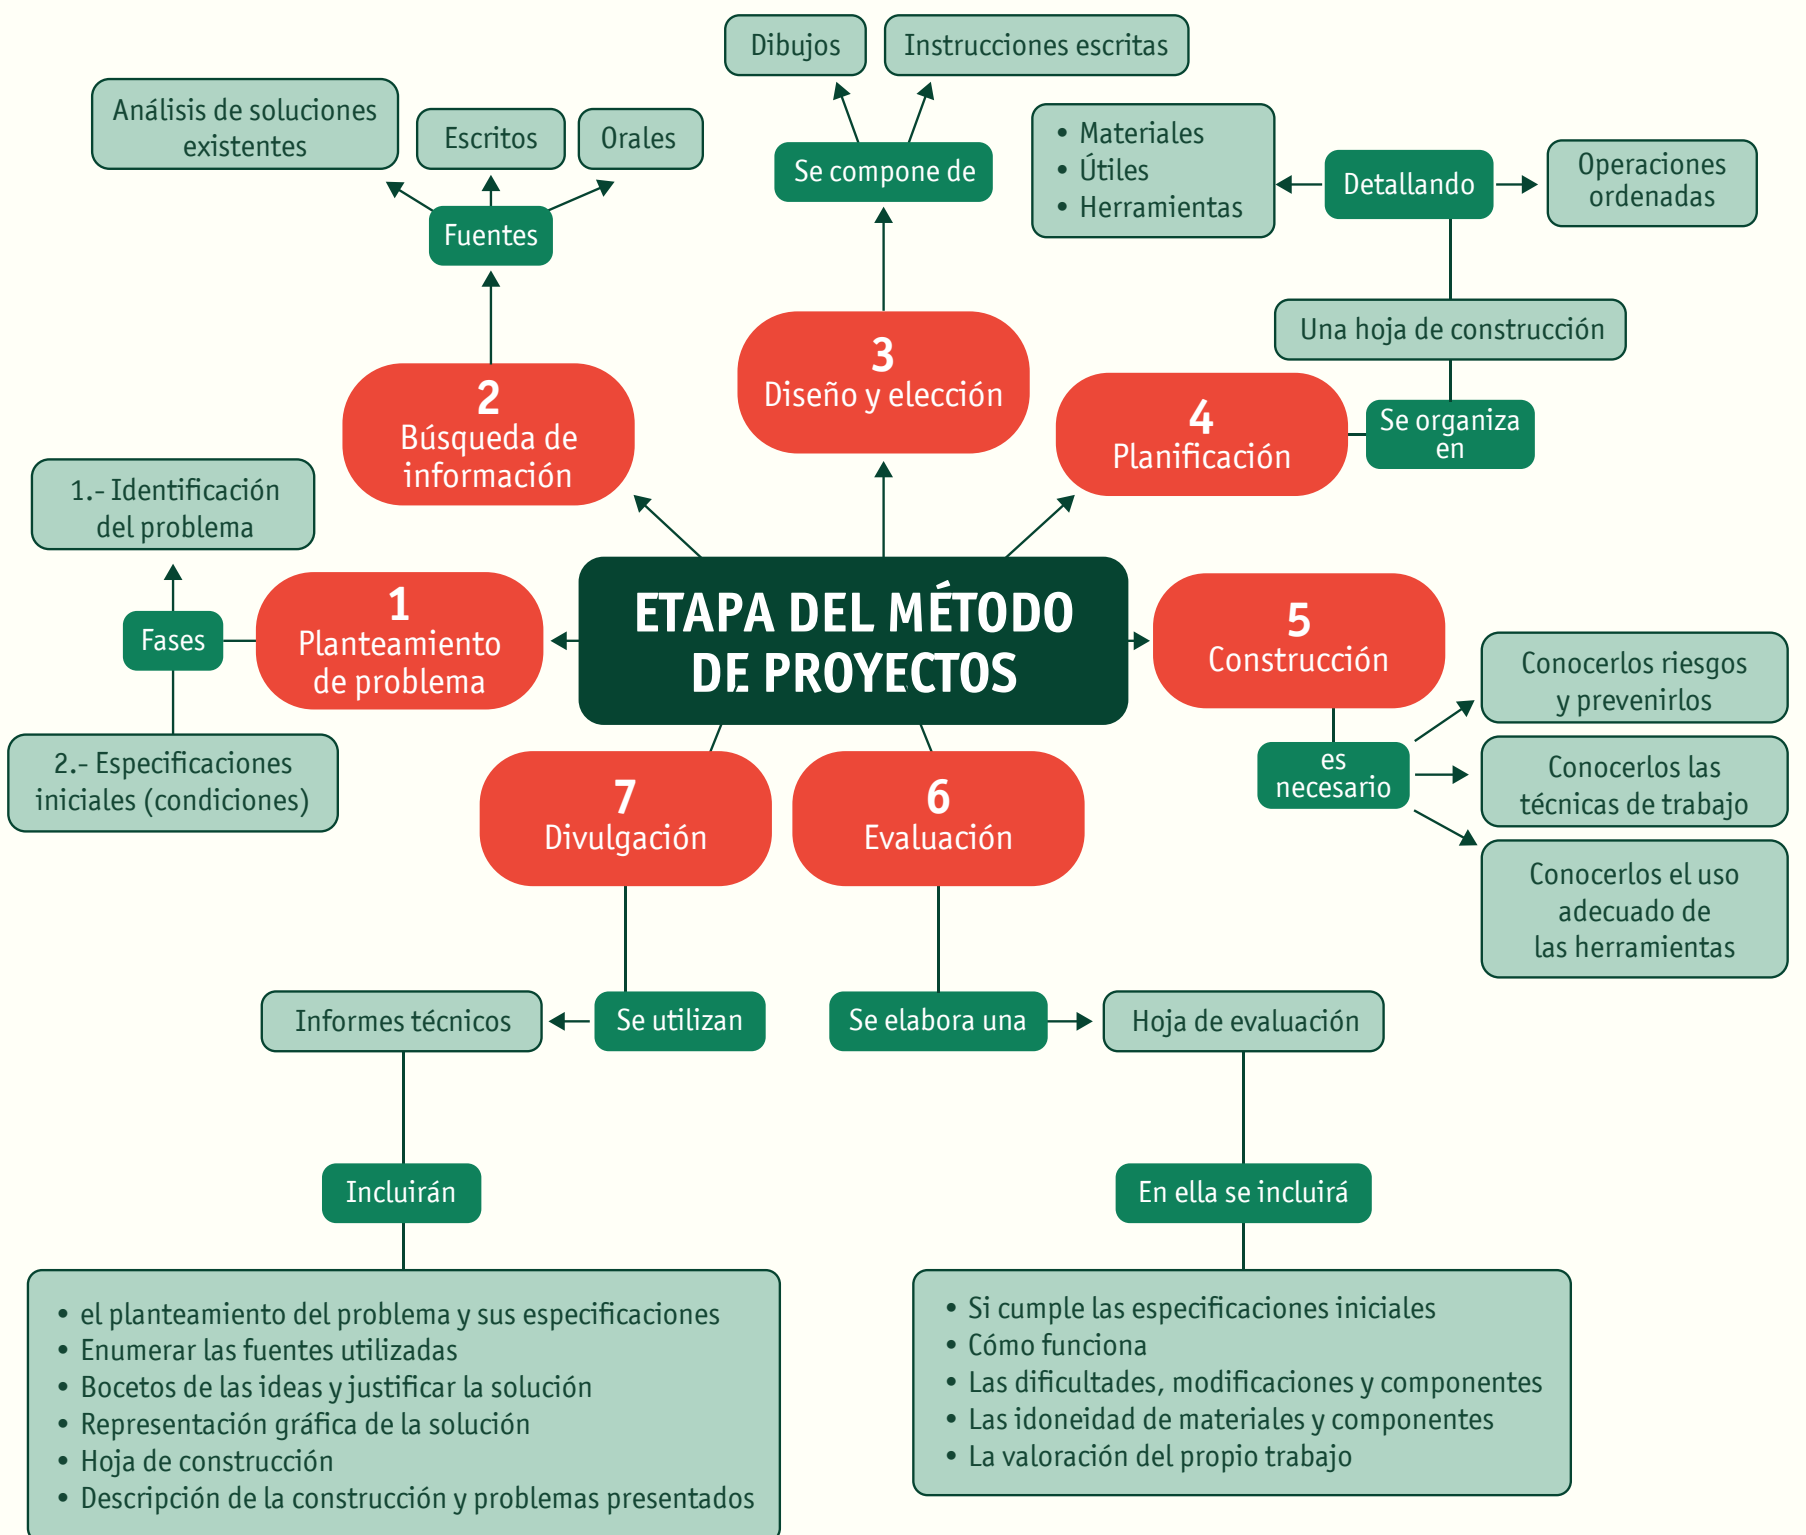 Dibujos
Instrucciones escritas
Análisis de soluciones
existentes
Escritos
Orales
Fuentes
Se compone de
• Materiales
• Útiles
• Herramientas
Detallando
Operaciones
ordenadas
Una hoja de construcción
Se organiza
en
2
Búsqueda de
información
3
Diseño y elección
4
Planificación
1.- Identificación
del problema
Fases
2.- Especificaciones
iniciales (condiciones)
1
Planteamiento
de problema
ETAPA DEL MÉTODO
DE PROYECTOS
5
Construcción
es
necesario
Conocerlos riesgos
y prevenirlos
Conocerlos las
técnicas de trabajo
Conocerlos el uso
adecuado de
las herramientas
7
Divulgación
6
Evaluación
Informes técnicos
Se utilizan
Se elabora una
Hoja de evaluación
Incluirán
En ella se incluirá
• el planteamiento del problema y sus especificaciones
• Enumerar las fuentes utilizadas
• Bocetos de las ideas y justificar la solución
• Representación gráfica de la solución
• Hoja de construcción
• Descripción de la construcción y problemas presentados
• Si cumple las especificaciones iniciales
• Cómo funciona
• Las dificultades, modificaciones y componentes
• Las idoneidad de materiales y componentes
• La valoración del propio trabajo